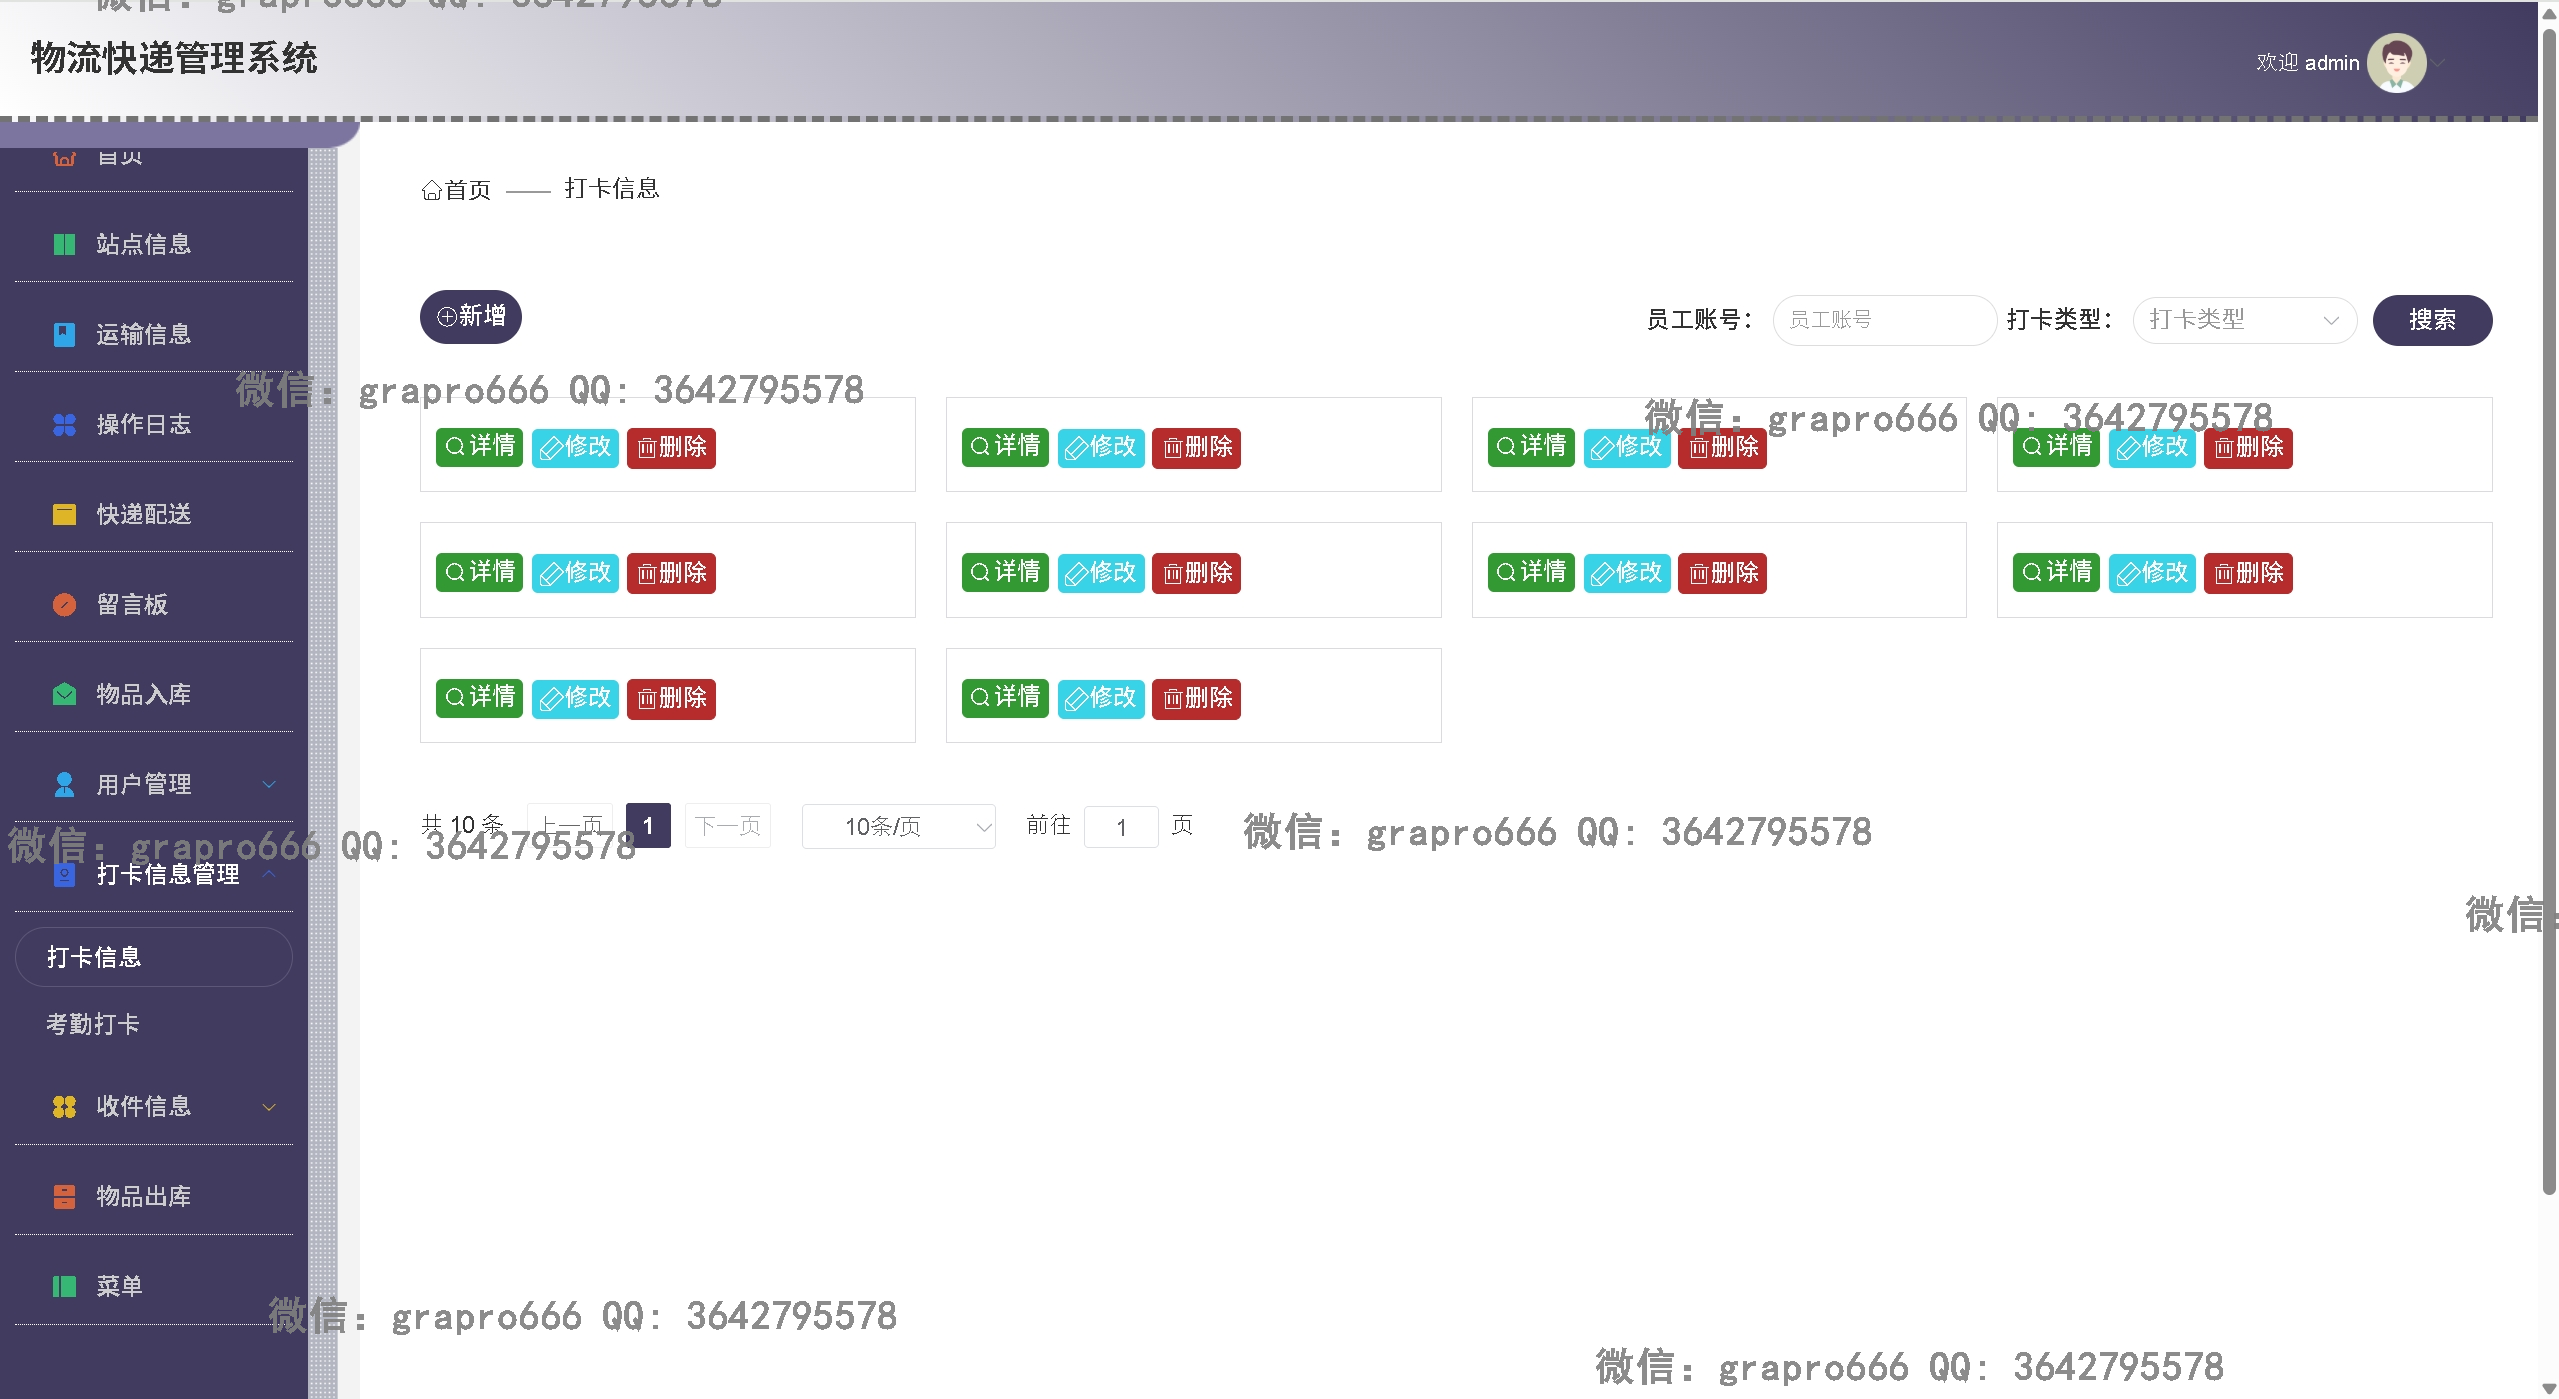 微信: grapro666 QQ: 3642795578
物流快递管理系统
欢迎 admin
首页
首页 打卡信息
站点信息
新增
员工账号: 员工账号 打卡类型: 打卡类型 搜索
运输信息
微信: grapro666 QQ: 3642795578
微信: grapro666 QQ: 3642795578
操作日志
详情 修改 删除 详情 修改 删除 详情 修改 删除 详情 修改 删除
快递配送
详情 修改 删除 详情 修改 删除 详情 修改 删除 详情 修改 删除
留言板
物品入库
详情 修改 删除 详情 修改 删除
用户管理
共 10 条 上一页 1 下一页 10条/页 前往 1 页
微信: grapro666 QQ: 3642795578
微信: grapro666 QQ: 3642795578
打卡信息管理
微信:
打卡信息
考勤打卡
收件信息
物品出库
菜单
微信: grapro666 QQ: 3642795578
微信: grapro666 QQ: 3642795578